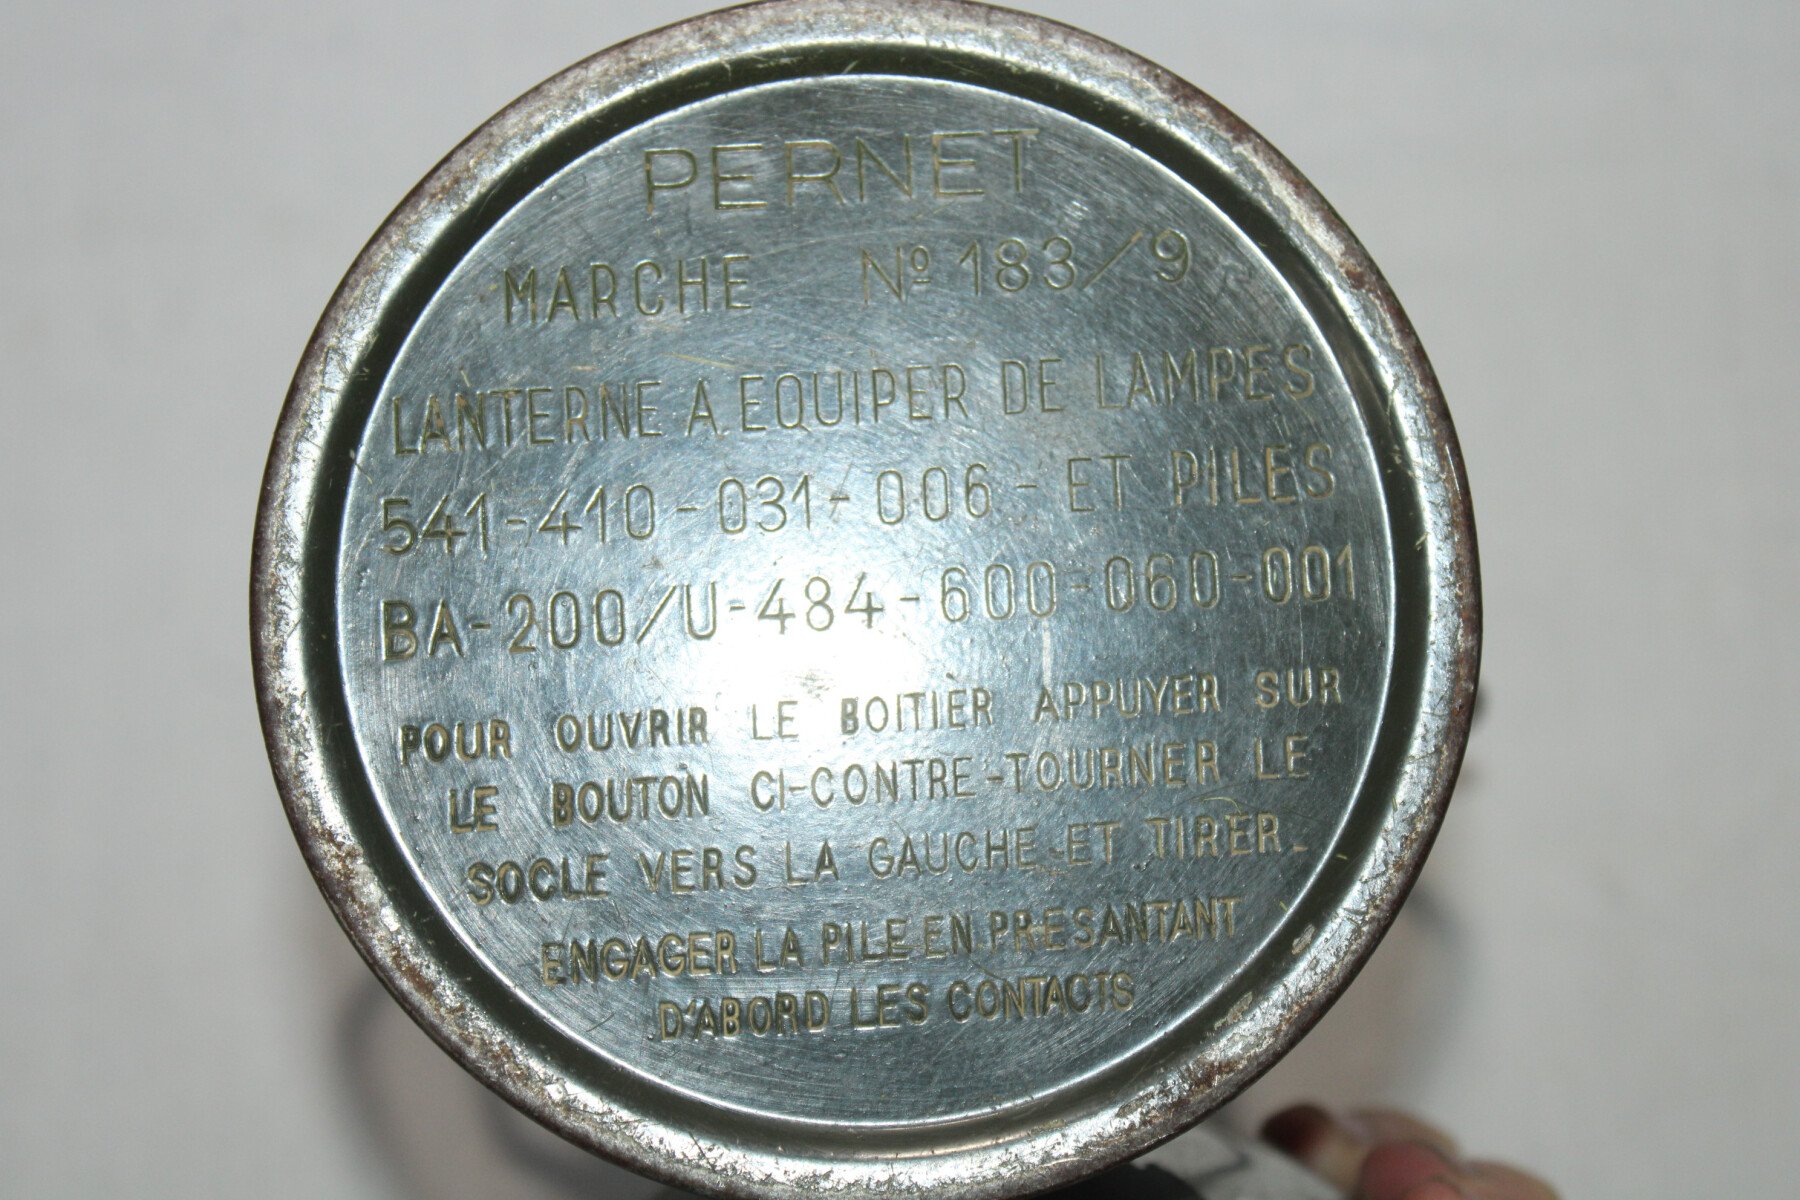 PERNET
MARCHE Nº 183/9
LANTERNE A EQUIPER DE LAMPES
541-410-031-006- ET PILES
BA-200/U-484-600-060-001
POUR OUVRIR LE BOITIER APPUYER SUR
LE BOUTON CI-CONTRE-TOURNER LE
SOCLE VERS LA GAUCHE-ET TIRER-
ENGAGER LA PILE EN PRESANTANT
D'ABORD LES CONTACTS